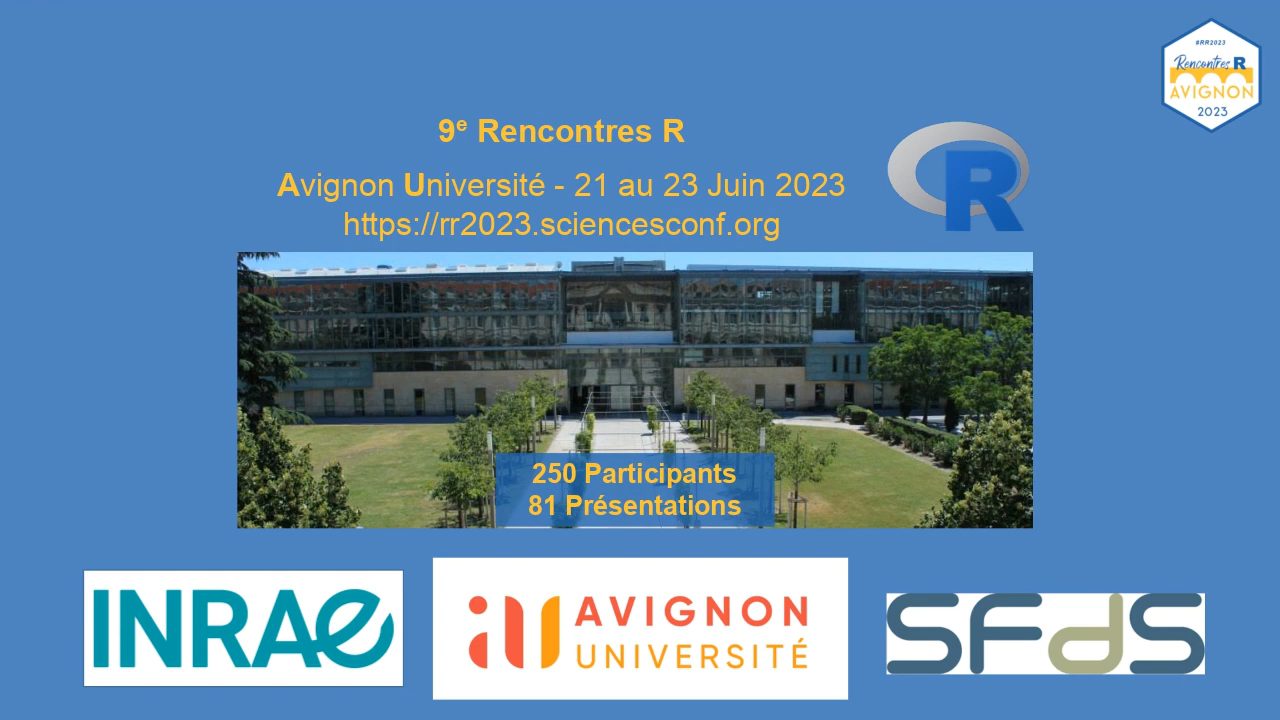 #RR2023
Rencontres R
AVIGNON
2023
9e Rencontres R
Avignon Université - 21 au 23 Juin 2023
https://rr2023.sciencesconf.org
R
250 Participants
81 Présentations
INRAE
au AVIGNON
UNIVERSITÉ
SFdS